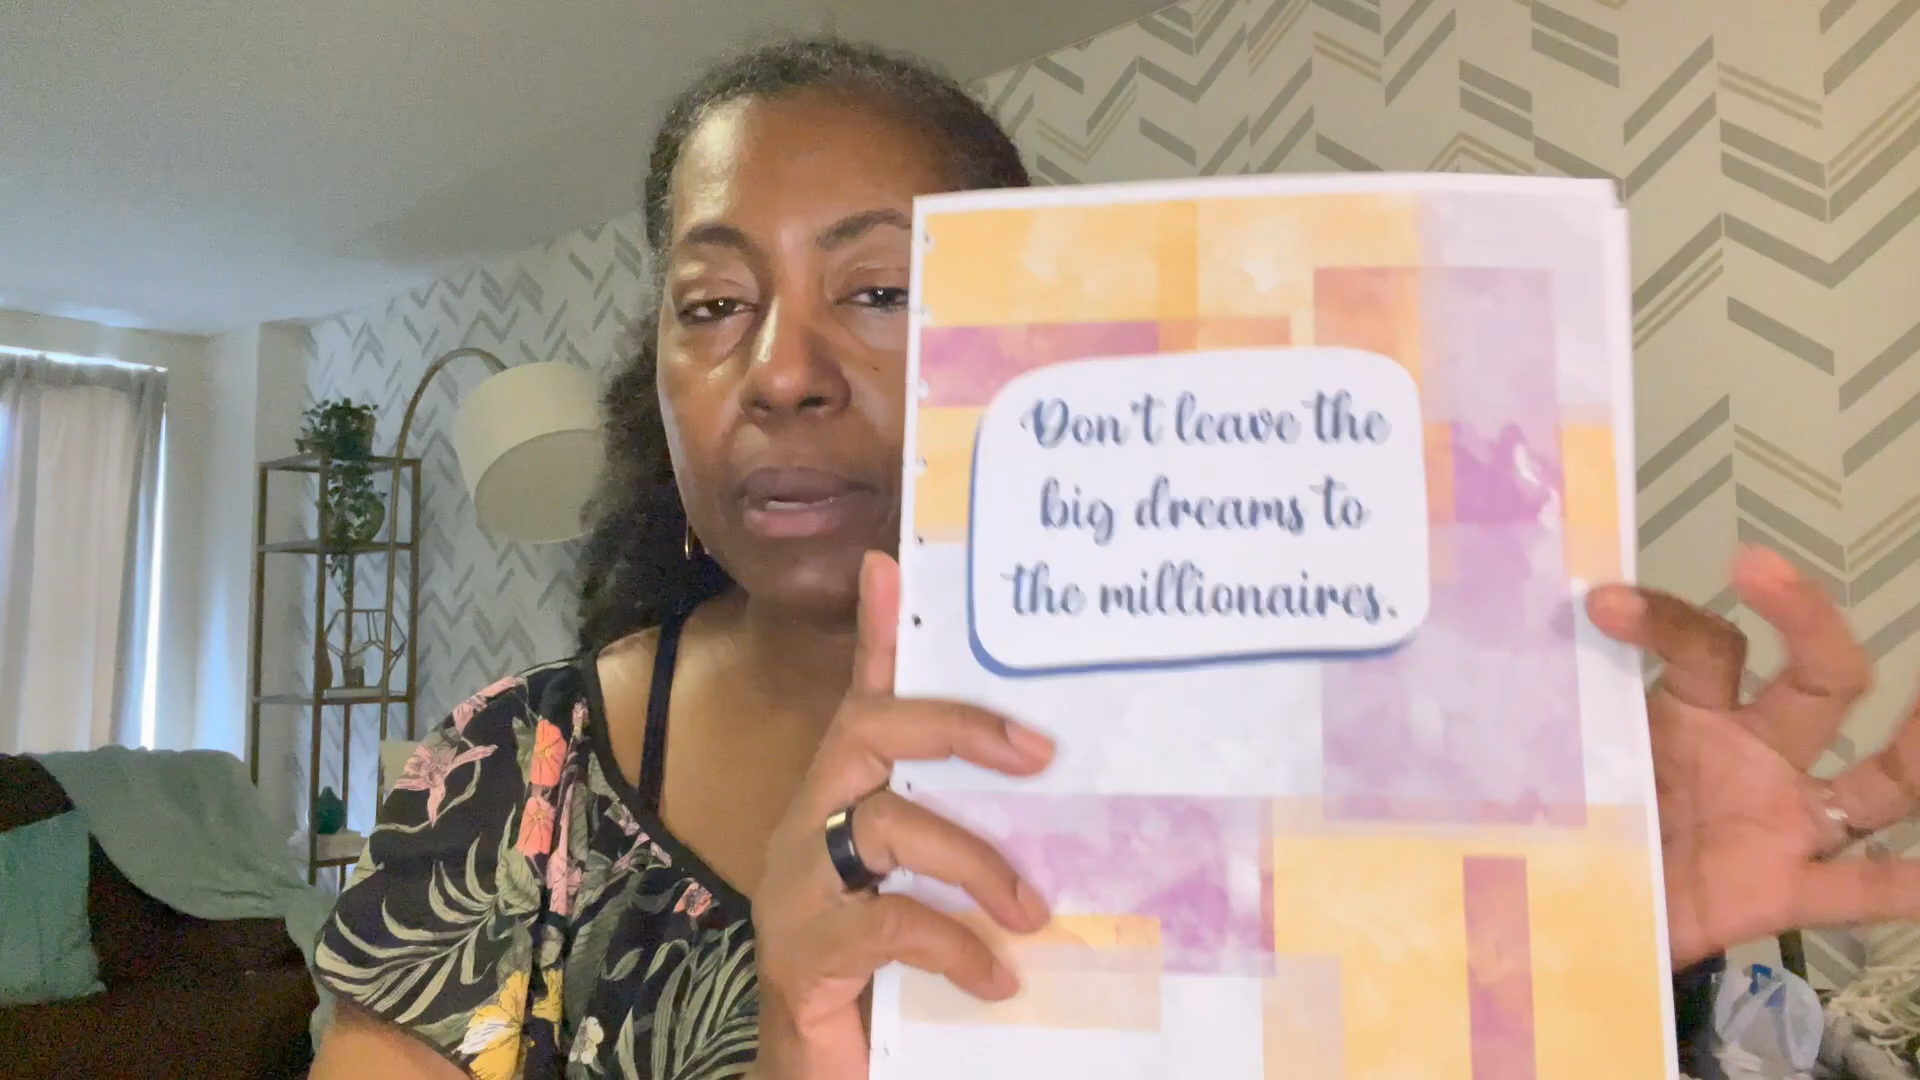 Don't leave the
big dreams to
the millionaires.